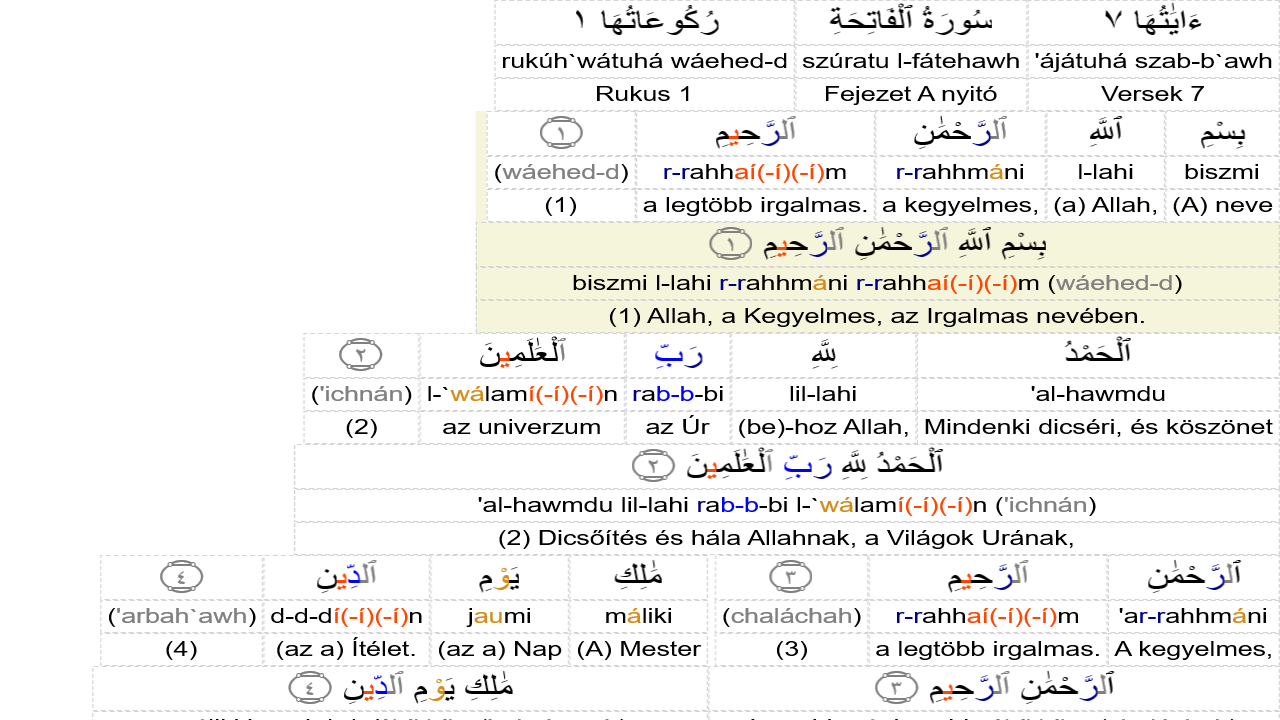 ءَايَٰتُهَا ٧ سُورَةُ ٱلْفَاتِحَةِ رُكُوعَاتُهَا ١
'ájátuhá szab-b`awh szúratu l-fátehawh rukúh`wátuhá wáehed-d
Versek 7 Fejezet A nyitó Rukus 1
بِسْمِ ٱللَّهِ ٱلرَّحْمَٰنِ ٱلرَّحِيمِ ١
biszmi l-lahi r-rahhmáni r-rahhaí(-í)(-í)m (wáehed-d)
(A) neve (a) Allah, a kegyelmes, a legtöbb irgalmas. (1)
بِسْمِ ٱللَّهِ ٱلرَّحْمَٰنِ ٱلرَّحِيمِ ١
biszmi l-lahi r-rahhmáni r-rahhaí(-í)(-í)m (wáehed-d)
(1) Allah, a Kegyelmes, az Irgalmas nevében.
ٱلْحَمْدُ لِلَّهِ رَبِّ ٱلْعَٰلَمِينَ ٢
'al-hawmdu lil-lahi rab-b-bi l-`wálamí(-í)(-í)n ('ichnán)
Mindenki dicséri, és köszönet (be)-hoz Allah, az Úr az univerzum (2)
ٱلْحَمْدُ لِلَّهِ رَبِّ ٱلْعَٰلَمِينَ ٢
'al-hawmdu lil-lahi rab-b-bi l-`wálamí(-í)(-í)n ('ichnán)
(2) Dicsőítés és hála Allahnak, a Világok Urának,
ٱلرَّحْمَٰنِ ٱلرَّحِيمِ ٣ مَٰلِكِ يَوْمِ ٱلدِّينِ ٤
'ar-rahhmáni r-rahhaí(-í)(-í)m (chaláchah) máliki jaumi d-d-dí(-í)(-í)n ('arbah`awh)
A kegyelmes, a legtöbb irgalmas. (3) (A) Mester (az a) Nap (az a) Ítélet. (4)
ٱلرَّحْمَٰنِ ٱلرَّحِيمِ ٣ مَٰلِكِ يَوْمِ ٱلدِّينِ ٤